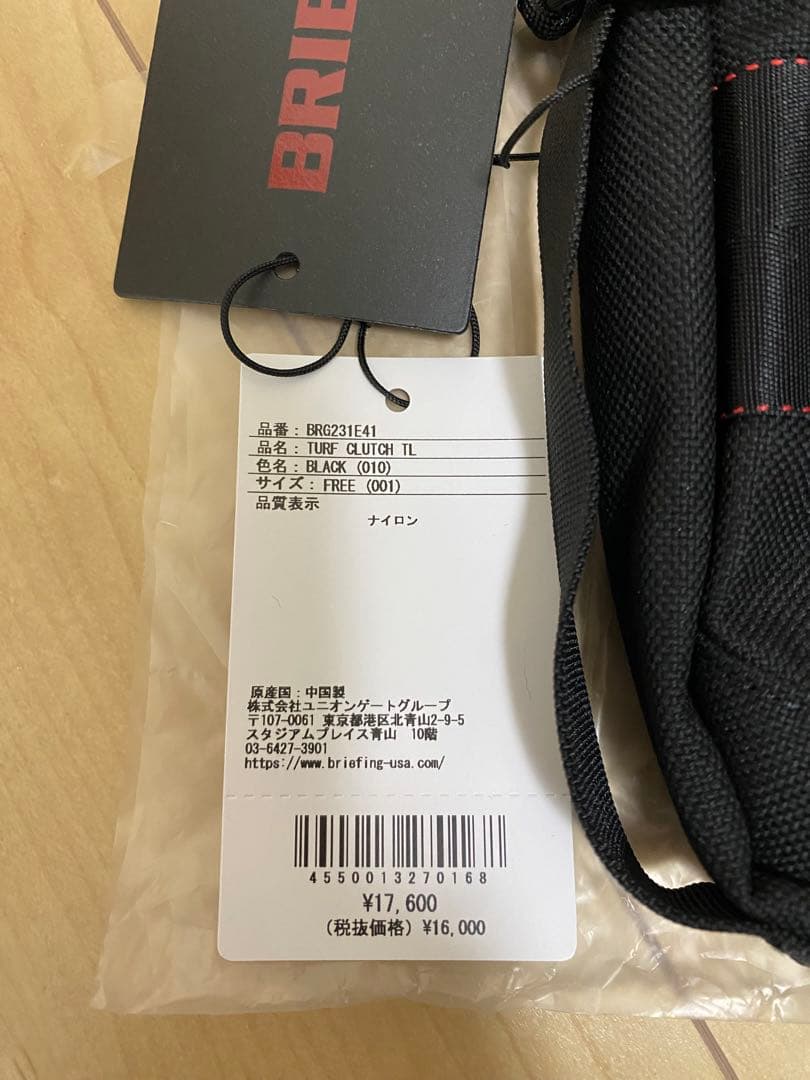 BRIE
品番 : BRG231E41
品名 : TURF CLUTCH TL
色名 : BLACK (010)
サイズ : FREE (001)
品質表示
ナイロン
原産国 : 中国製
株式会社ユニオンゲートグループ
〒107-0061 東京都港区北青山2-9-5
スタジアムプレイス青山 10階
03-6427-3901
https://www.briefing-usa.com/
4550013270168
¥17,600
(税抜価格) ¥16,000